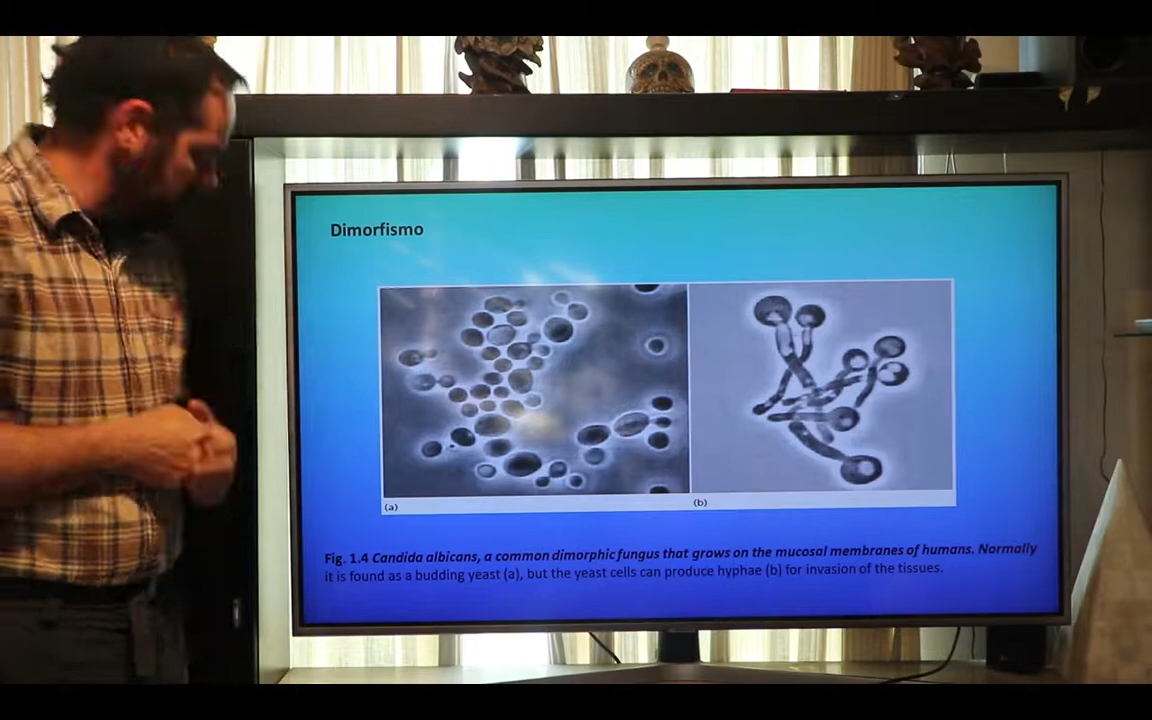 Dimorfismo
(a)
(b)
Fig. 1.4 Candida albicans, a common dimorphic fungus that grows on the mucosal membranes of humans. Normally
it is found as a budding yeast (a), but the yeast cells can produce hyphae (b) for invasion of the tissues.